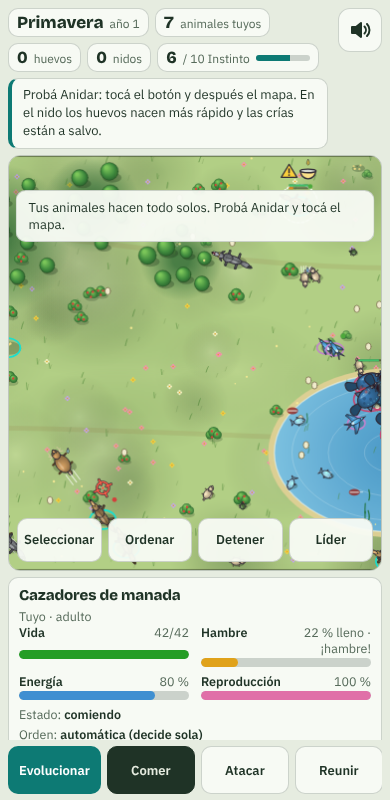 Primavera año 1
7 animales tuyos
0 huevos
0 nidos
6 / 10 Instinto
Probá Anidar: tocá el botón y después el mapa. En
el nido los huevos nacen más rápido y las crías
están a salvo.
Tus animales hacen todo solos. Probá Anidar y tocá el
mapa.
Seleccionar
Ordenar
Detener
Líder
Cazadores de manada
Tuyo · adulto
Vida 42/42
Hambre 22 % lleno ·
¡hambre!
Energía 80 %
Reproducción 100 %
Estado: comiendo
Orden: automática (decide sola)
Evolucionar
Comer
Atacar
Reunir